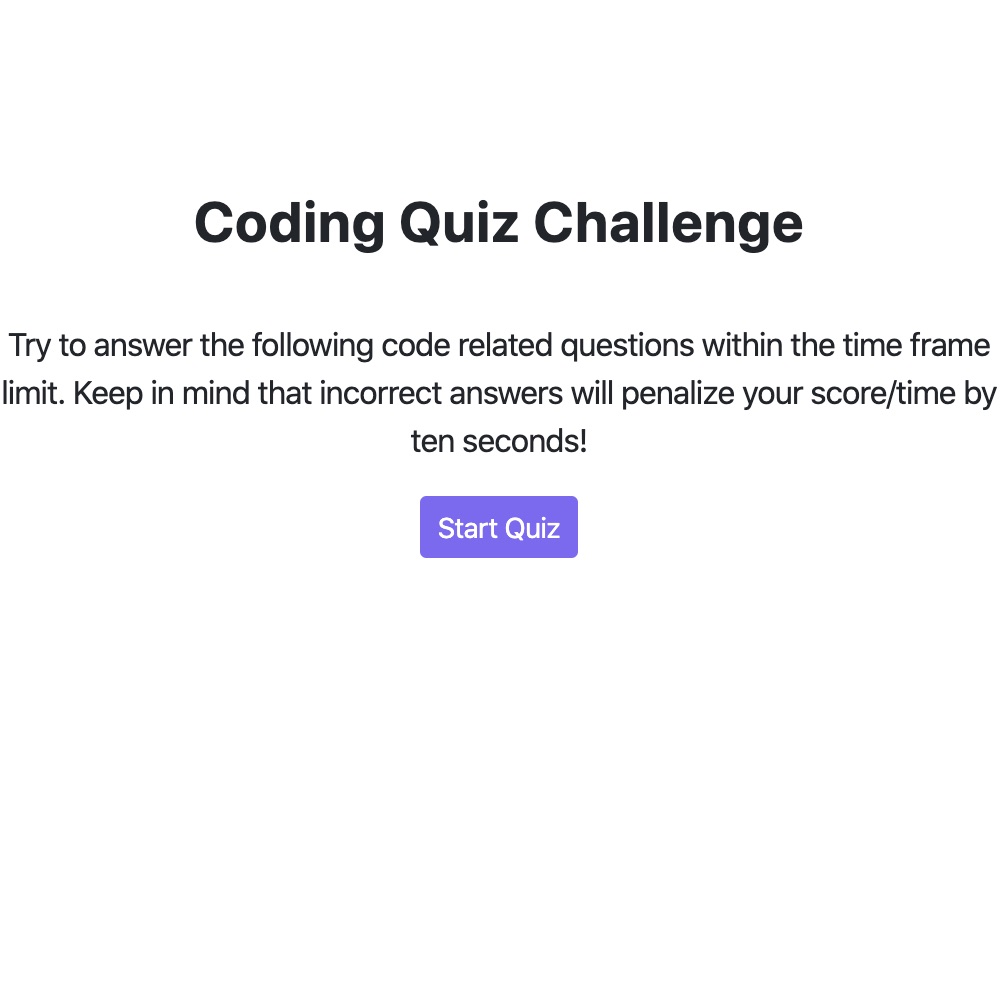 Coding Quiz Challenge
Try to answer the following code related questions within the time frame
limit. Keep in mind that incorrect answers will penalize your score/time by
ten seconds!
Start Quiz